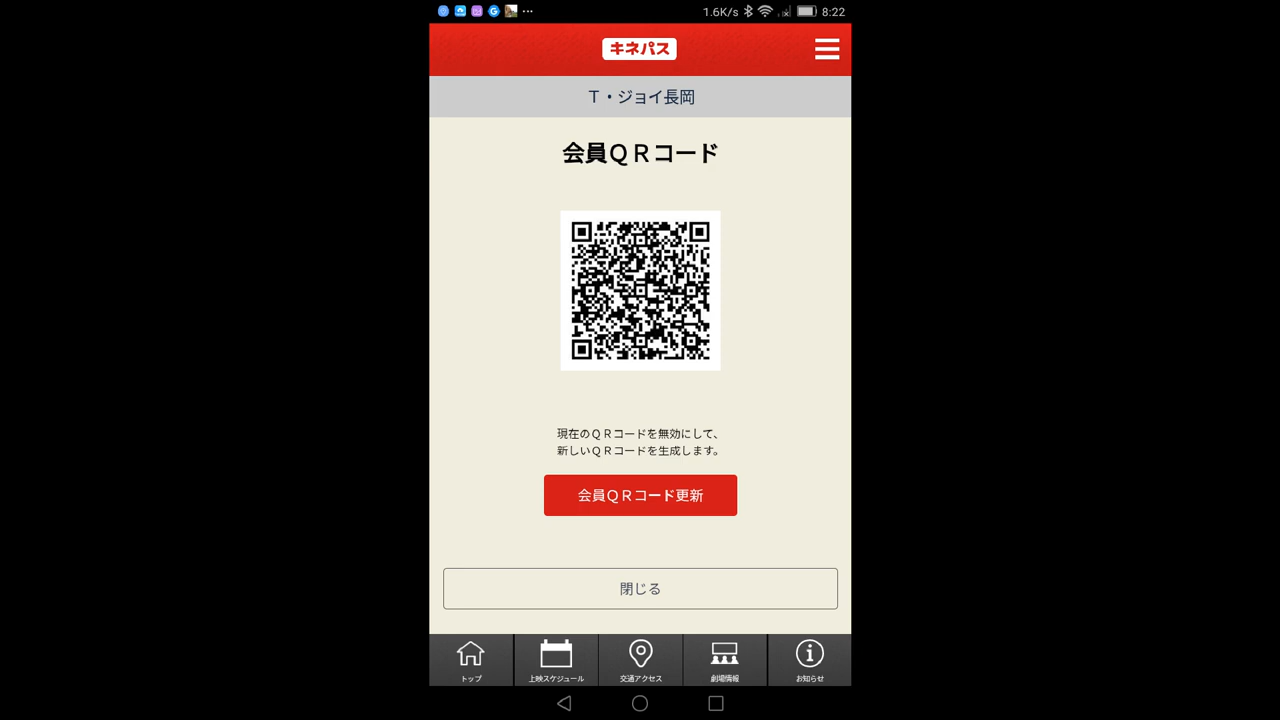 1.6K/s 8:22
キネパス
T・ジョイ長岡
会員QRコード
現在のQRコードを無効にして、
新しいQRコードを生成します。
会員QRコード更新
閉じる
トップ 上映スケジュール 交通アクセス 劇場情報 お知らせ